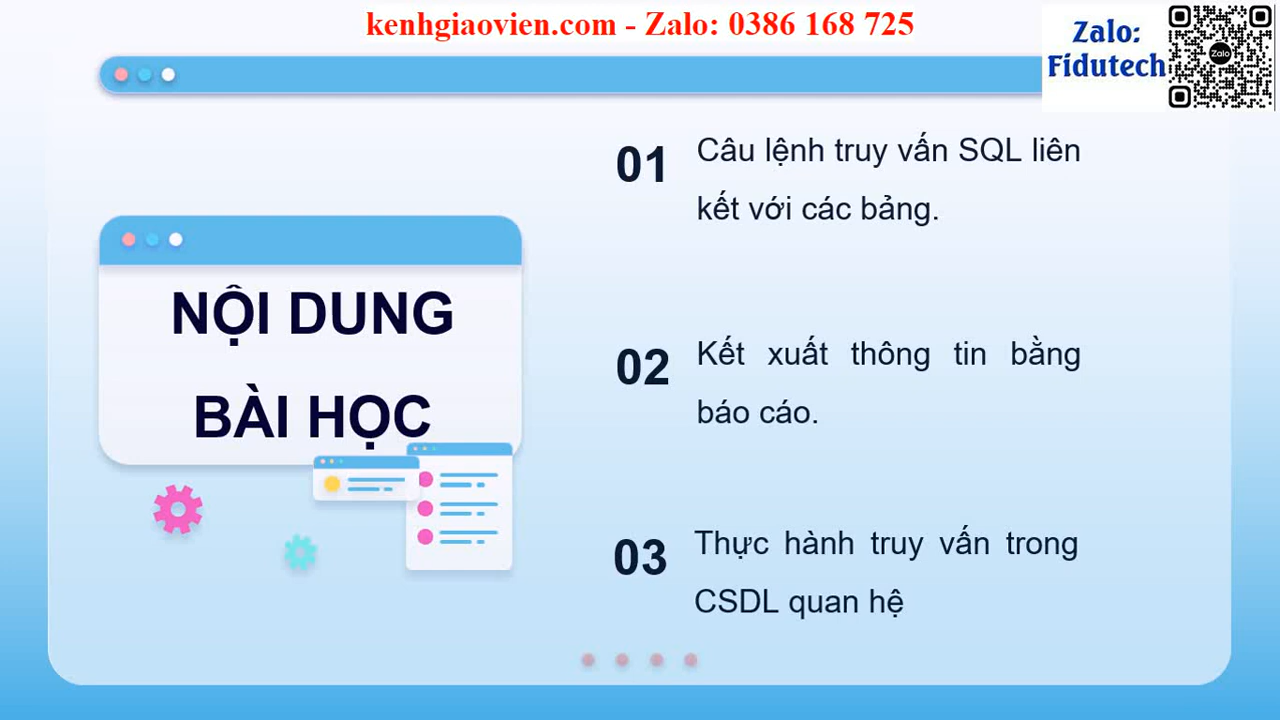 kenhgiaovien.com - Zalo: 0386 168 725
Zalo:
Fidutech
Zalo
NỘI DUNG
BÀI HỌC
01
Câu lệnh truy vấn SQL liên
kết với các bảng.
02
Kết xuất thông tin bằng
báo cáo.
03
Thực hành truy vấn trong
CSDL quan hệ